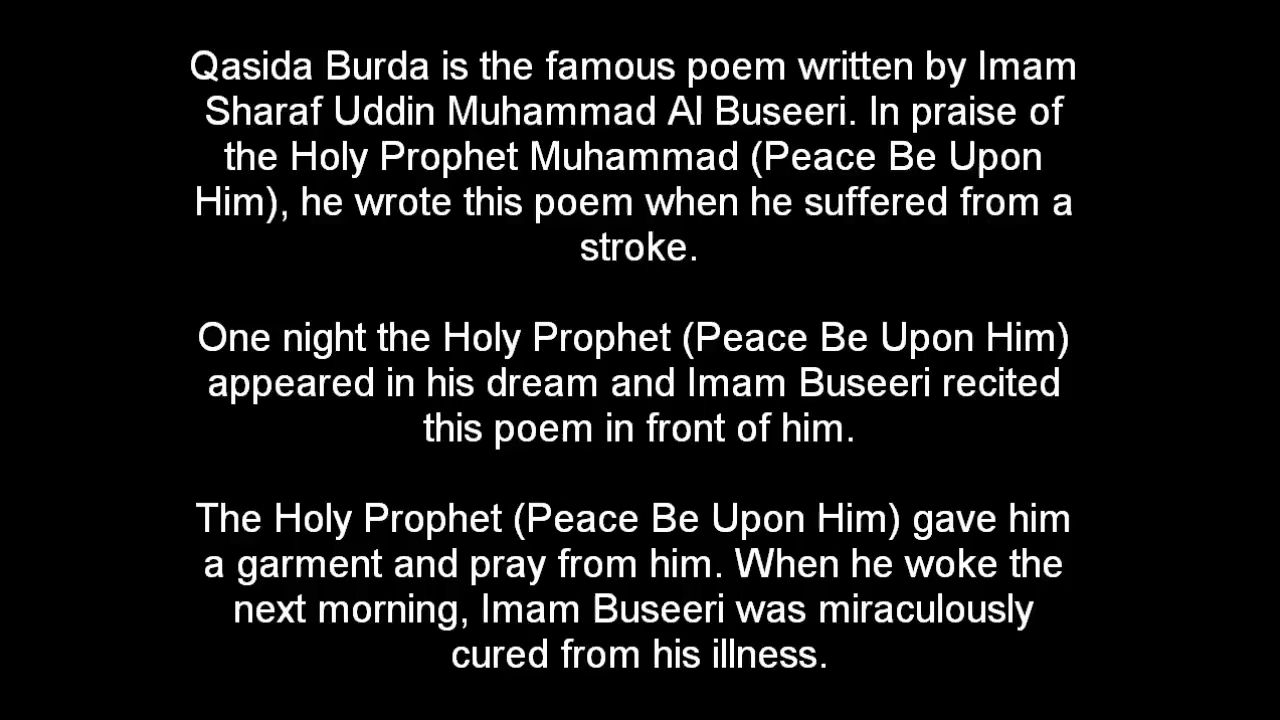 Qasida Burda is the famous poem written by Imam
Sharaf Uddin Muhammad Al Buseeri. In praise of
the Holy Prophet Muhammad (Peace Be Upon
Him), he wrote this poem when he suffered from a
stroke.
One night the Holy Prophet (Peace Be Upon Him)
appeared in his dream and Imam Buseeri recited
this poem in front of him.
The Holy Prophet (Peace Be Upon Him) gave him
a garment and pray from him. When he woke the
next morning, Imam Buseeri was miraculously
cured from his illness.